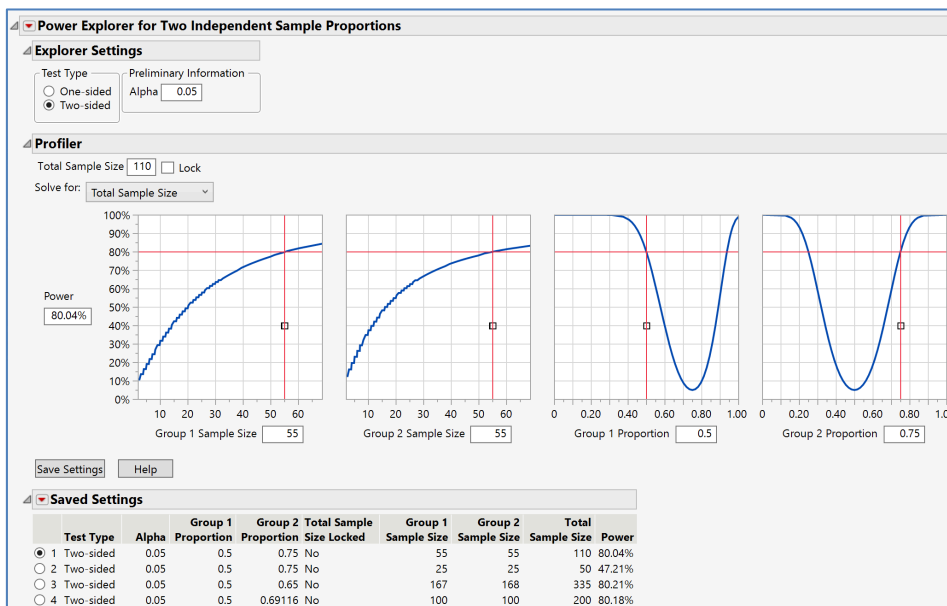 Power Explorer for Two Independent Sample Proportions
Explorer Settings
Test Type Preliminary Information
One-sided Alpha 0.05
Two-sided
Profiler
Total Sample Size 110 Lock
Solve for: Total Sample Size
100%
90%
80%
70%
60%
50%
40%
30%
20%
10%
0%
Power
80.04%
10 20 30 40 50 60
Group 1 Sample Size 55
10 20 30 40 50 60
Group 2 Sample Size 55
0 0.20 0.40 0.60 0.80 1.00
Group 1 Proportion 0.5
0 0.20 0.40 0.60 0.80 1.0
Group 2 Proportion 0.75
Save Settings Help
Saved Settings
Group 1 Group 2 Total Sample Group 1 Group 2 Total
Test Type Alpha Proportion Proportion Size Locked Sample Size Sample Size Sample Size Power
1 Two-sided 0.05 0.5 0.75 No 55 55 110 80.04%
2 Two-sided 0.05 0.5 0.75 No 25 25 50 47.21%
3 Two-sided 0.05 0.5 0.65 No 167 168 335 80.21%
4 Two-sided 0.05 0.5 0.69116 No 100 100 200 80.18%